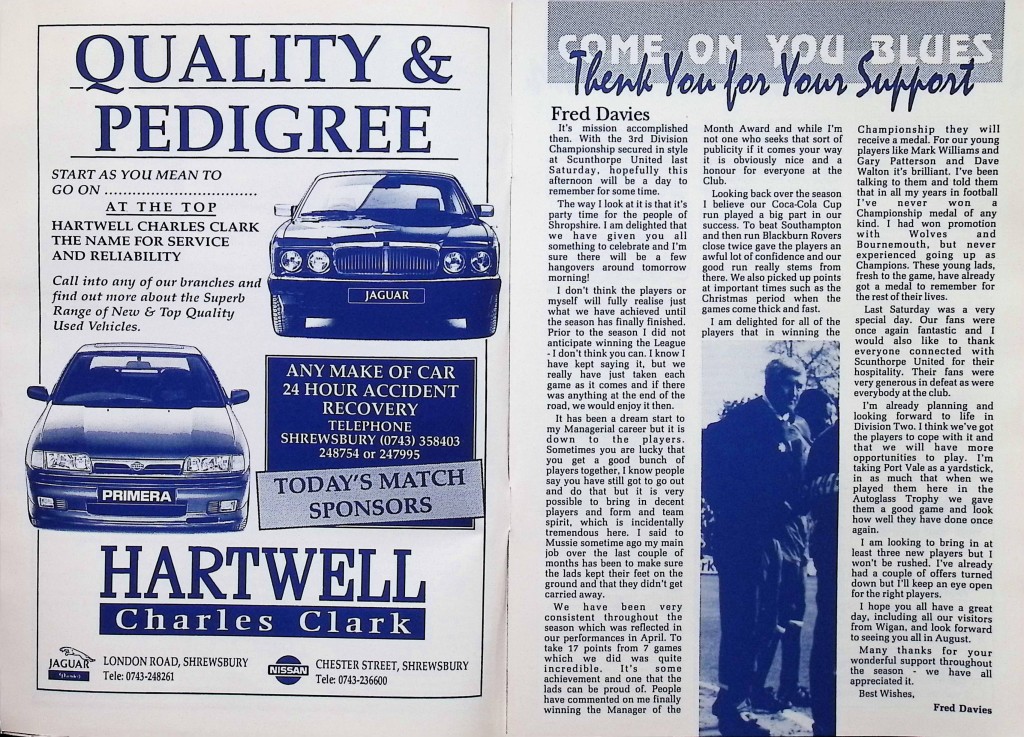 QUALITY &
PEDIGREE
START AS YOU MEAN TO
GO ON ..................................
AT THE TOP
HARTWELL CHARLES CLARK
THE NAME FOR SERVICE
AND RELIABILITY
Call into any of our branches and
find out more about the Superb
Range of New & Top Quality
Used Vehicles.
JAGUAR
PRIMERA
ANY MAKE OF CAR
24 HOUR ACCIDENT
RECOVERY
TELEPHONE
SHREWSBURY (0743) 358403
248754 or 247995
TODAY'S MATCH
SPONSORS
HARTWELL
Charles Clark
JAGUAR
LONDON ROAD, SHREWSBURY
Tele: 0743-248261
NISSAN
CHESTER STREET, SHREWSBURY
Tele: 0743-236600
COME ON YOU BLUES
Thank You for Your Support
Fred Davies
It's mission accomplished
then. With the 3rd Division
Championship secured in style
at Scunthorpe United last
Saturday, hopefully this
afternoon will be a day to
remember for some time.
The way I look at it is that it's
party time for the people of
Shropshire. I am delighted that
we have given you all
something to celebrate and I'm
sure there will be a few
hangovers around tomorrow
morning!
I don't think the players or
myself will fully realise just
what we have achieved until
the season has finally finished.
Prior to the season I did not
anticipate winning the League
- I don't think you can. I know I
have kept saying it, but we
really have just taken each
game as it comes and if there
was anything at the end of the
road, we would enjoy it then.
It has been a dream start to
my Managerial career but it is
down to the players.
Sometimes you are lucky that
you get a good bunch of
players together, I know people
say you have still got to go out
and do that but it is very
possible to bring in decent
players and form and team
spirit, which is incidentally
tremendous here. I said to
Mussie sometime ago my main
job over the last couple of
months has been to make sure
the lads kept their feet on the
ground and that they didn't get
carried away.
We have been very
consistent throughout the
season which was reflected in
our performances in April. To
take 17 points from 7 games
which we did was quite
incredible. It's some
achievement and one that the
lads can be proud of. People
have commented on me finally
winning the Manager of the
Month Award and while I'm
not one who seeks that sort of
publicity if it comes your way
it is obviously nice and a
honour for everyone at the
Club.
Looking back over the season
I believe our Coca-Cola Cup
run played a big part in our
success. To beat Southampton
and then run Blackburn Rovers
close twice gave the players an
awful lot of confidence and our
good run really stems from
there. We also picked up points
at important times such as the
Christmas period when the
games come thick and fast.
I am delighted for all of the
players that in winning the
Championship they will
receive a medal. For our young
players like Mark Williams and
Gary Patterson and Dave
Walton it's brilliant. I've been
talking to them and told them
that in all my years in football
I've never won a
Championship medal of any
kind. I had won promotion
with Wolves and
Bournemouth, but never
experienced going up as
Champions. These young lads,
fresh to the game, have already
got a medal to remember for
the rest of their lives.
Last Saturday was a very
special day. Our fans were
once again fantastic and I
would also like to thank
everyone connected with
Scunthorpe United for their
hospitality. Their fans were
very generous in defeat as were
everybody at the club.
I'm already planning and
looking forward to life in
Division Two. I think we've got
the players to cope with it and
that we will have more
opportunities to play. I'm
taking Port Vale as a yardstick,
in as much that when we
played them here in the
Autoglass Trophy we gave
them a good game and look
how well they have done once
again.
I am looking to bring in at
least three new players but I
won't be rushed. I've already
had a couple of offers turned
down but I'll keep an eye open
for the right players.
I hope you all have a great
day, including all our visitors
from Wigan, and look forward
to seeing you all in August.
Many thanks for your
wonderful support throughout
the season - we have all
appreciated it.
Best Wishes,
Fred Davies